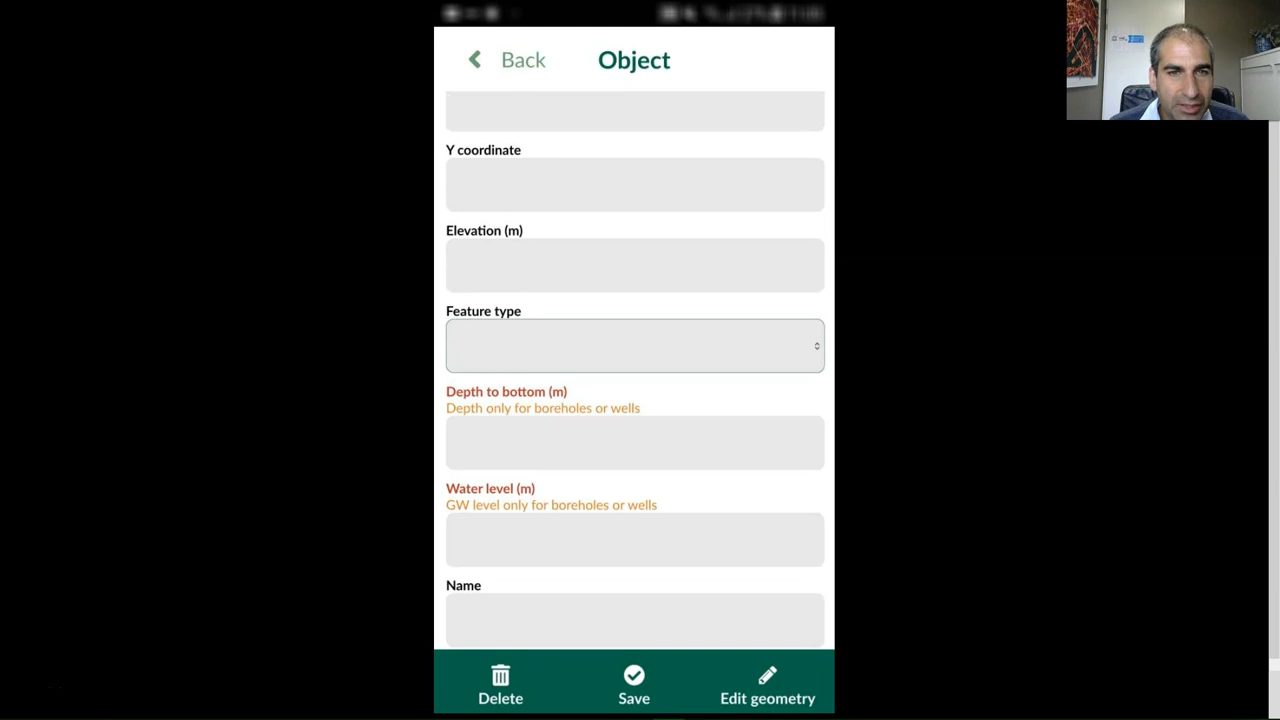 Back
Object
Y coordinate
Elevation (m)
Feature type
Depth to bottom (m)
Depth only for boreholes or wells
Water level (m)
GW level only for boreholes or wells
Name
Delete
Save
Edit geometry